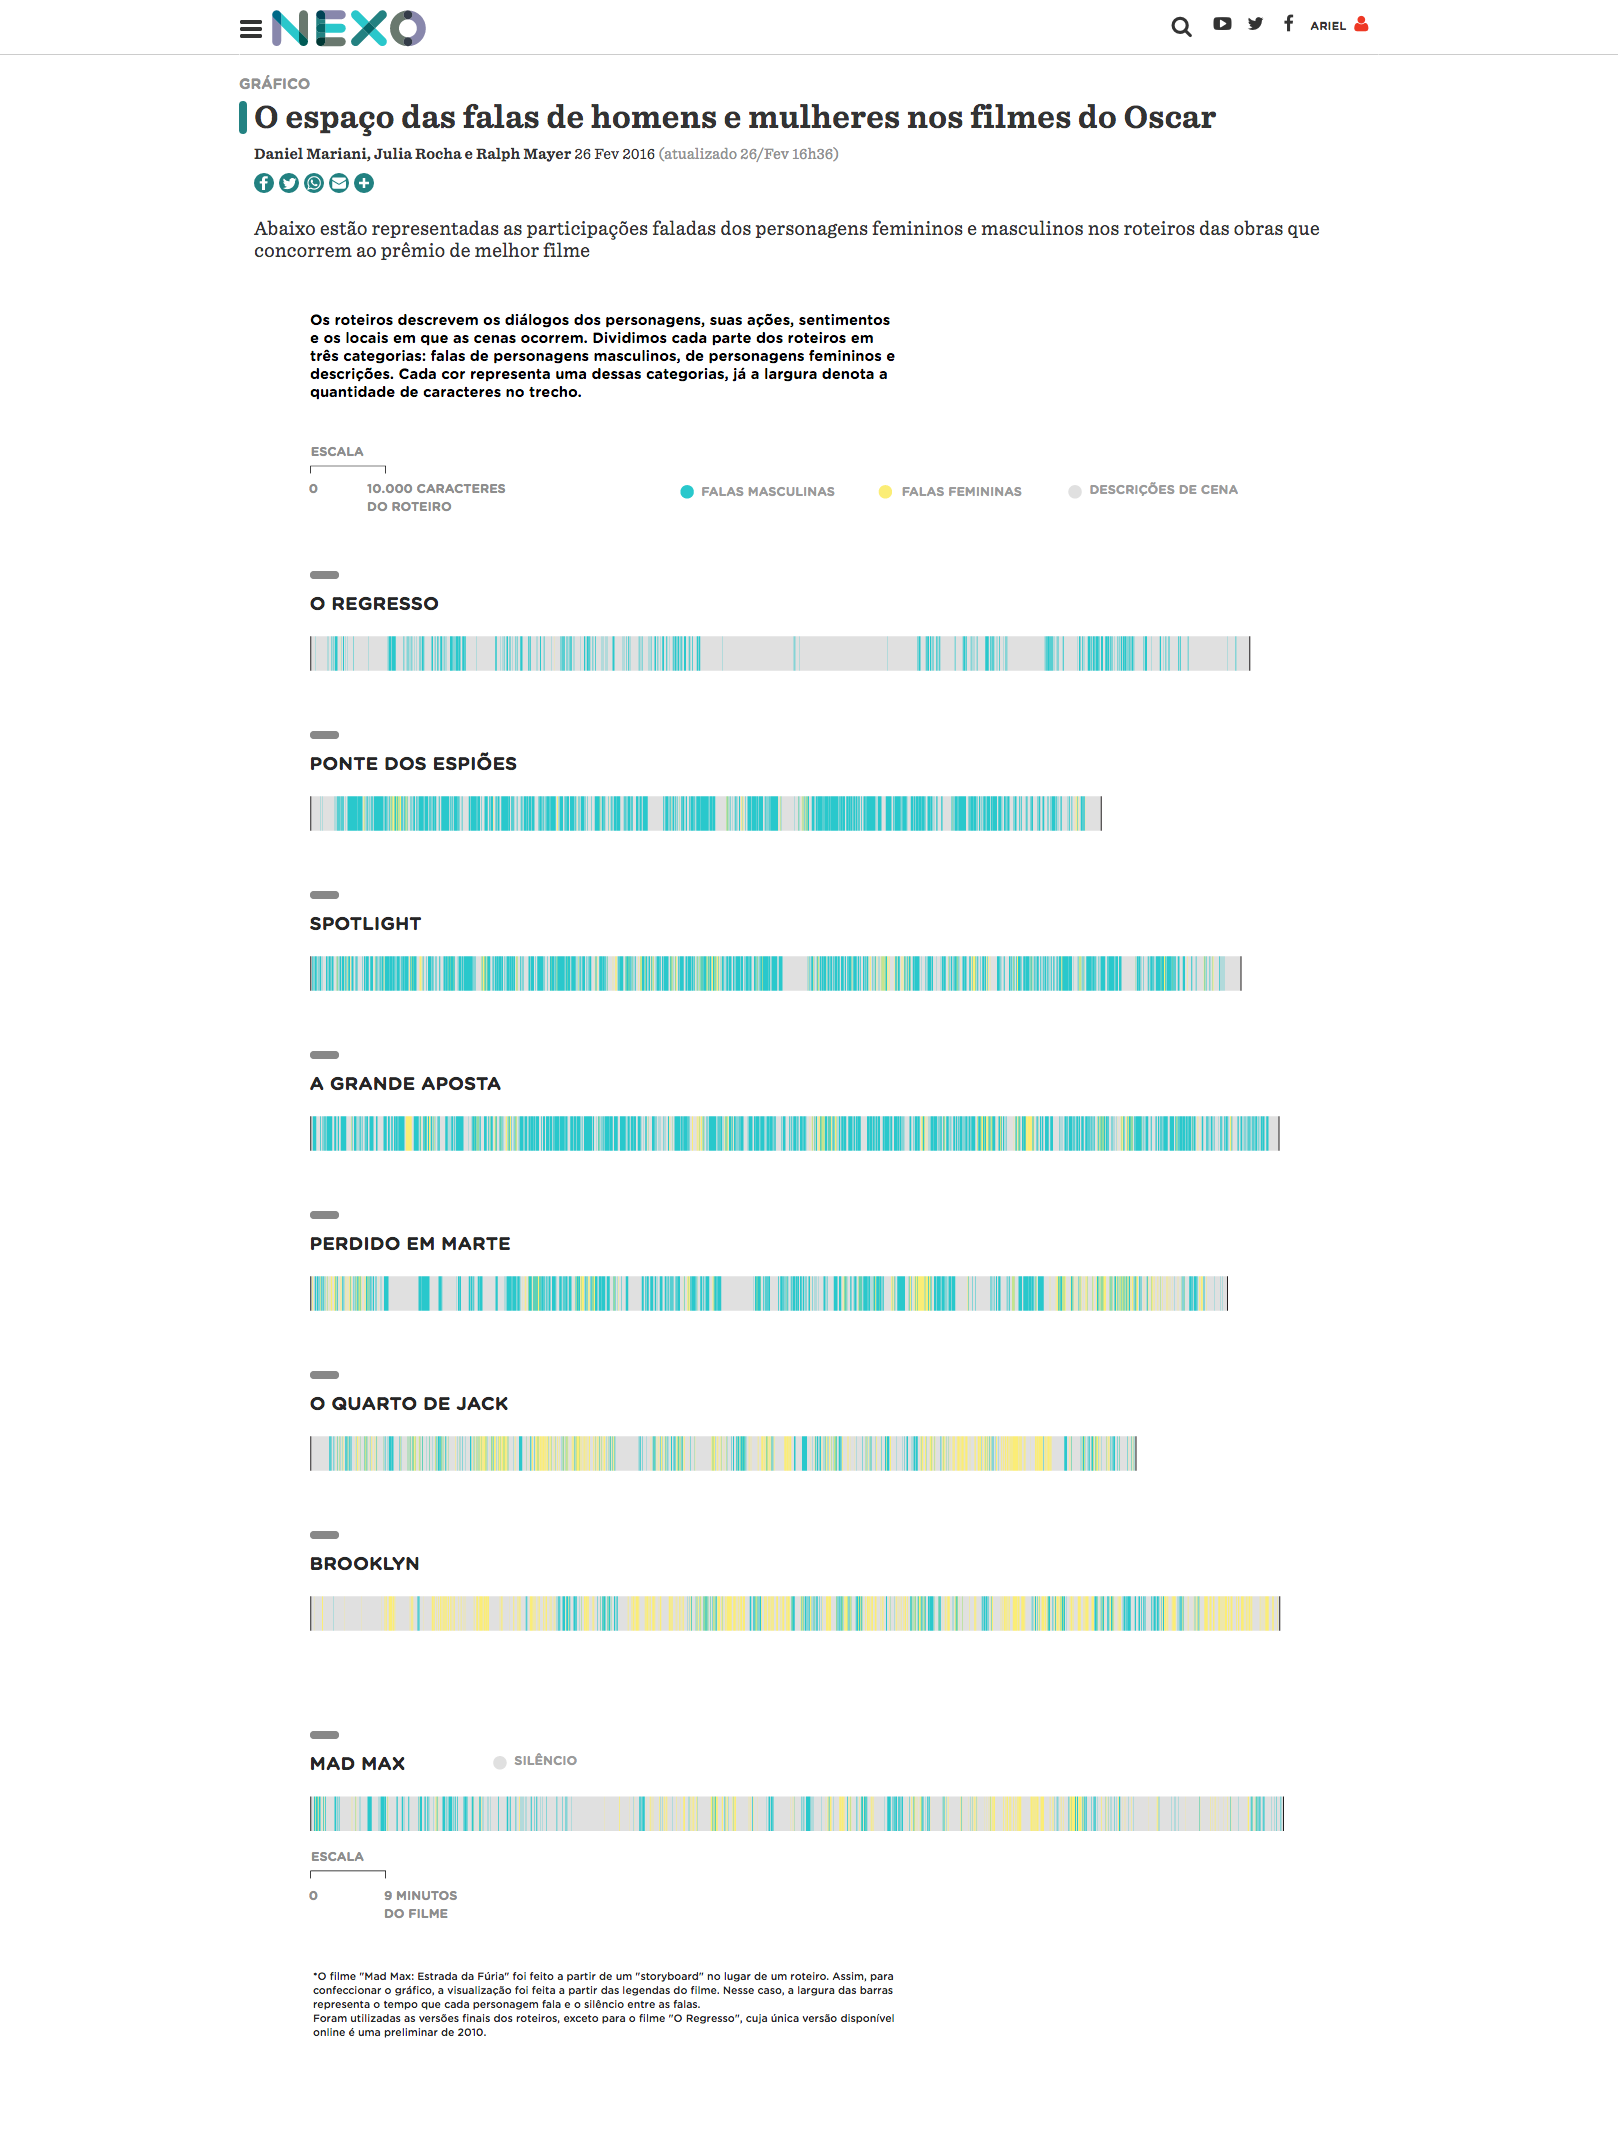 NEXO
ARIEL
GRÁFICO
O espaço das falas de homens e mulheres nos filmes do Oscar
Daniel Mariani, Julia Rocha e Ralph Mayer 26 Fev 2016 (atualizado 26/Fev 16h36)
Abaixo estão representadas as participações faladas dos personagens femininos e masculinos nos roteiros das obras que
concorrem ao prêmio de melhor filme
Os roteiros descrevem os diálogos dos personagens, suas ações, sentimentos
e os locais em que as cenas ocorrem. Dividimos cada parte dos roteiros em
três categorias: falas de personagens masculinos, de personagens femininos e
descrições. Cada cor representa uma dessas categorias, já a largura denota a
quantidade de caracteres no trecho.
ESCALA
0 10.000 CARACTERES
DO ROTEIRO
FALAS MASCULINAS FALAS FEMININAS DESCRIÇÕES DE CENA
O REGRESSO
PONTE DOS ESPIÕES
SPOTLIGHT
A GRANDE APOSTA
PERDIDO EM MARTE
O QUARTO DE JACK
BROOKLYN
MAD MAX SILÊNCIO
ESCALA
0 9 MINUTOS
DO FILME
*O filme "Mad Max: Estrada da Fúria" foi feito a partir de um "storyboard" no lugar de um roteiro. Assim, para
confeccionar o gráfico, a visualização foi feita a partir das legendas do filme. Nesse caso, a largura das barras
representa o tempo que cada personagem fala e o silêncio entre as falas.
Foram utilizadas as versões finais dos roteiros, exceto para o filme "O Regresso", cuja única versão disponível
online é uma preliminar de 2010.